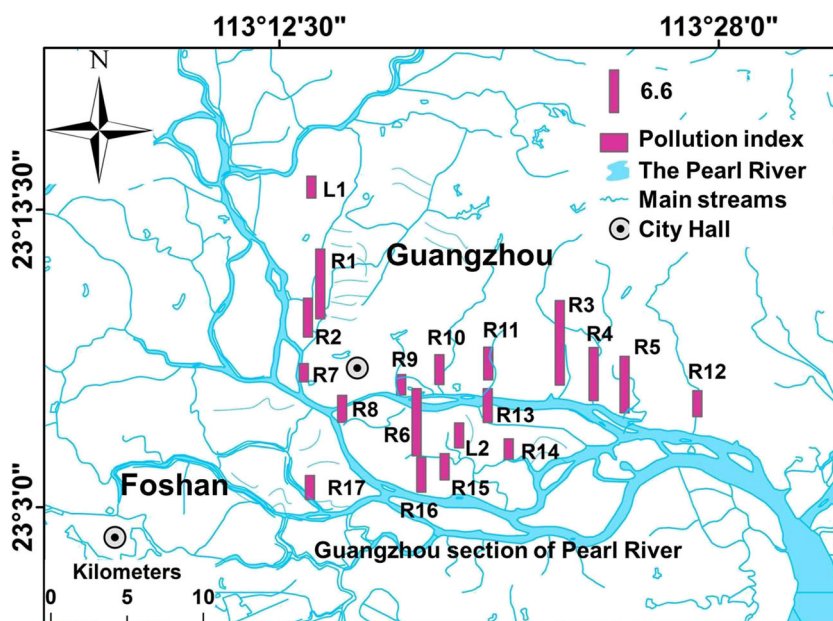 113°12'30"
113°28'0"
N
6.6
Pollution index
The Pearl River
Main streams
City Hall
23°13'30"
L1
Guangzhou
R1
R2
R3
R4
R5
R11
R10
R9
R7
R12
R8
R13
R6
L2
R14
R15
R16
R17
Foshan
23°3'0"
Guangzhou section of Pearl River
Kilometers
0 5 10